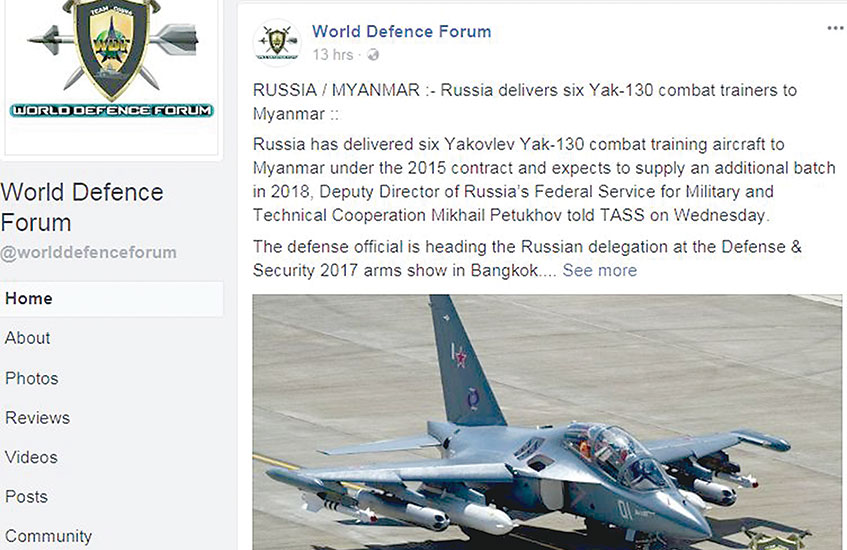 TEAM - DHRUV
WDF
WORLD DEFENCE FORUM
World Defence
Forum
@worlddefenceforum
Home
About
Photos
Reviews
Videos
Posts
Community
World Defence Forum
13 hrs ·
RUSSIA / MYANMAR :- Russia delivers six Yak-130 combat trainers to
Myanmar ::
Russia has delivered six Yakovlev Yak-130 combat training aircraft to
Myanmar under the 2015 contract and expects to supply an additional batch
in 2018, Deputy Director of Russia's Federal Service for Military and
Technical Cooperation Mikhail Petukhov told TASS on Wednesday.
The defense official is heading the Russian delegation at the Defense &
Security 2017 arms show in Bangkok.... See more
01